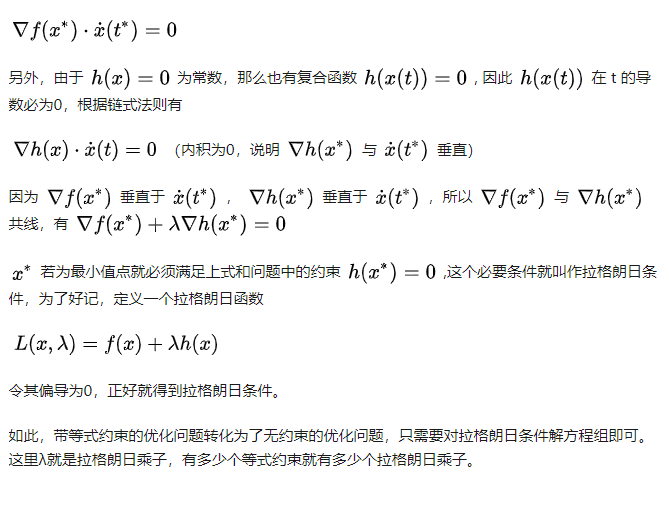 ∇f(x*) · ẋ(t*) = 0
另外，由于 h(x) = 0 为常数，那么也有复合函数 h(x(t)) = 0 , 因此 h(x(t)) 在 t 的导
数必为0，根据链式法则有
∇h(x) · ẋ(t) = 0 （内积为0，说明 ∇h(x*) 与 ẋ(t*) 垂直）
因为 ∇f(x*) 垂直于 ẋ(t*) ， ∇h(x*) 垂直于 ẋ(t*) ，所以 ∇f(x*) 与 ∇h(x*)
共线，有 ∇f(x*) + λ∇h(x*) = 0
x* 若为最小值点就必须满足上式和问题中的约束 h(x*) = 0 ,这个必要条件就叫作拉格朗日条
件，为了好记，定义一个拉格朗日函数
L(x, λ) = f(x) + λh(x)
令其偏导为0，正好就得到拉格朗日条件。
如此，带等式约束的优化问题转化为了无约束的优化问题，只需要对拉格朗日条件解方程组即可。
这里λ就是拉格朗日乘子，有多少个等式约束就有多少个拉格朗日乘子。